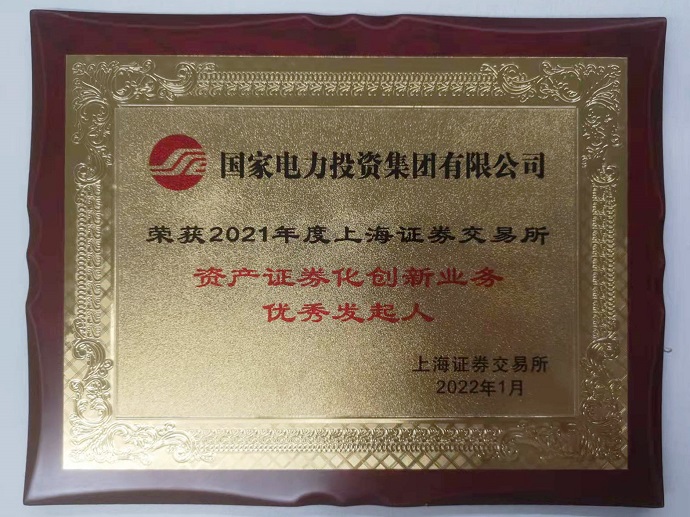 国家电力投资集团有限公司
荣获2021年度上海证券交易所
资产证券化创新业务
优秀发起人
上海证券交易所
2022年1月